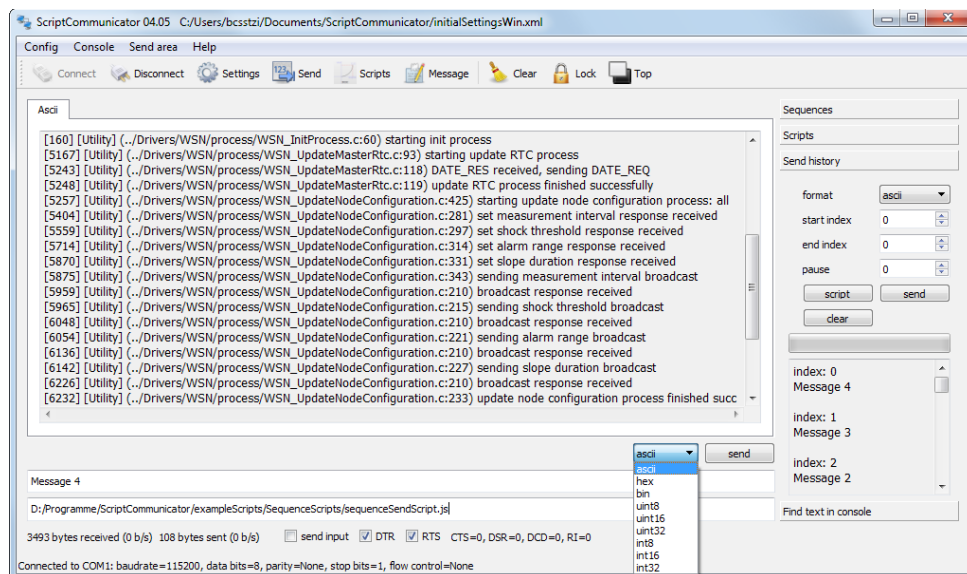 ScriptCommunicator 04.05 C:/Users/bcsstzi/Documents/ScriptCommunicator/initialSettingsWin.xml
Config Console Send area Help
Connect Disconnect Settings 123 Send Scripts Message Clear Lock Top
Ascii
[160] [Utility] (../Drivers/WSN/process/WSN_InitProcess.c:60) starting init process
[5167] [Utility] (../Drivers/WSN/process/WSN_UpdateMasterRtc.c:93) starting update RTC process
[5243] [Utility] (../Drivers/WSN/process/WSN_UpdateMasterRtc.c:118) DATE_RES received, sending DATE_REQ
[5248] [Utility] (../Drivers/WSN/process/WSN_UpdateMasterRtc.c:119) update RTC process finished successfully
[5257] [Utility] (../Drivers/WSN/process/WSN_UpdateNodeConfiguration.c:425) starting update node configuration process: all
[5404] [Utility] (../Drivers/WSN/process/WSN_UpdateNodeConfiguration.c:281) set measurement interval response received
[5559] [Utility] (../Drivers/WSN/process/WSN_UpdateNodeConfiguration.c:297) set shock threshold response received
[5714] [Utility] (../Drivers/WSN/process/WSN_UpdateNodeConfiguration.c:314) set alarm range response received
[5870] [Utility] (../Drivers/WSN/process/WSN_UpdateNodeConfiguration.c:331) set slope duration response received
[5875] [Utility] (../Drivers/WSN/process/WSN_UpdateNodeConfiguration.c:343) sending measurement interval broadcast
[5959] [Utility] (../Drivers/WSN/process/WSN_UpdateNodeConfiguration.c:210) broadcast response received
[5965] [Utility] (../Drivers/WSN/process/WSN_UpdateNodeConfiguration.c:215) sending shock threshold broadcast
[6048] [Utility] (../Drivers/WSN/process/WSN_UpdateNodeConfiguration.c:210) broadcast response received
[6054] [Utility] (../Drivers/WSN/process/WSN_UpdateNodeConfiguration.c:221) sending alarm range broadcast
[6136] [Utility] (../Drivers/WSN/process/WSN_UpdateNodeConfiguration.c:210) broadcast response received
[6142] [Utility] (../Drivers/WSN/process/WSN_UpdateNodeConfiguration.c:227) sending slope duration broadcast
[6226] [Utility] (../Drivers/WSN/process/WSN_UpdateNodeConfiguration.c:210) broadcast response received
[6232] [Utility] (../Drivers/WSN/process/WSN_UpdateNodeConfiguration.c:233) update node configuration process finished succ
Sequences
Scripts
Send history
format ascii
start index 0
end index 0
pause 0
script send
clear
index: 0
Message 4
index: 1
Message 3
index: 2
Message 2
Find text in console
ascii send
ascii
hex
bin
uint8
uint16
uint32
int8
int16
int32
Message 4
D:/Programme/ScriptCommunicator/exampleScripts/SequenceScripts/sequenceSendScript.js
3493 bytes received (0 b/s) 108 bytes sent (0 b/s) send input DTR RTS CTS=0, DSR=0, DCD=0, RI=0
Connected to COM1: baudrate=115200, data bits=8, parity=None, stop bits=1, flow control=None